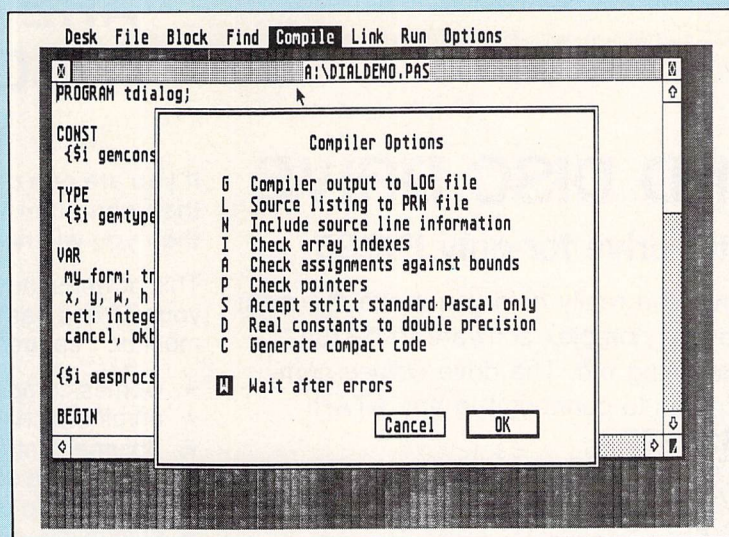 Desk File Block Find Compile Link Run Options
A:\DIALDEMO.PAS
PROGRAM tdialog;
CONST
{$i gemcons
TYPE
{$i gemtype
VAR
my_form: tn
x, y, w, h
ret: intege
cancel, okb
{$i aesprocs
BEGIN
Compiler Options
G Compiler output to LOG file
L Source listing to PRN file
N Include source line information
I Check array indexes
A Check assignments against bounds
P Check pointers
S Accept strict standard Pascal only
D Real constants to double precision
C Generate compact code
W Wait after errors
Cancel OK